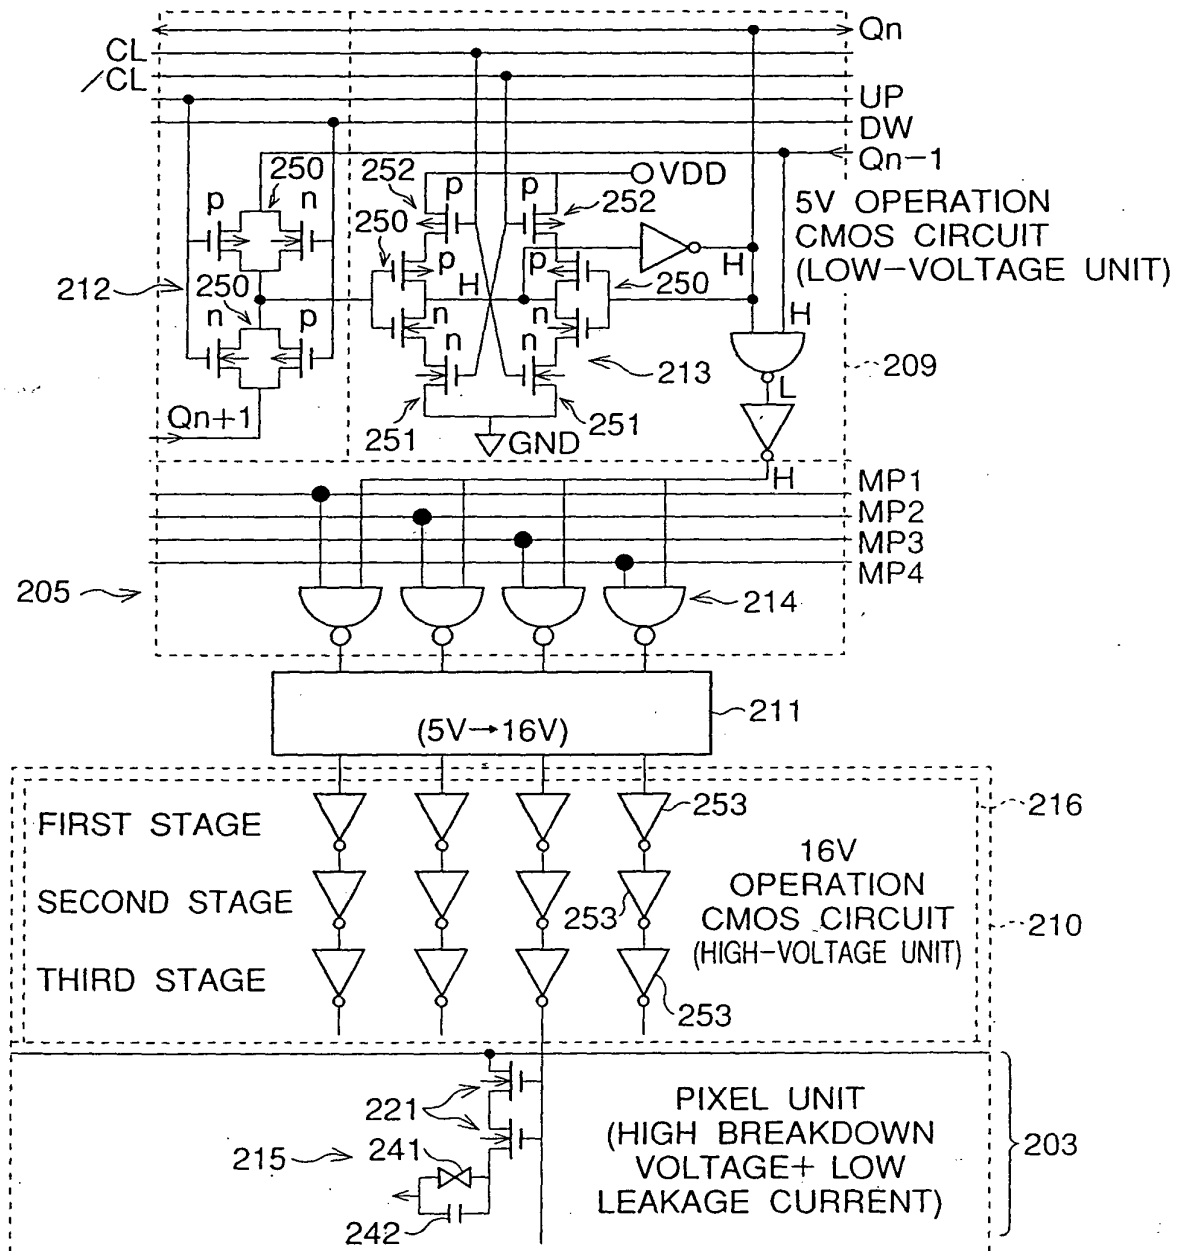 Qn
CL
/CL
UP
DW
Qn-1
250
252
p
p
VDD
252
p
n
250
5V OPERATION
CMOS CIRCUIT
(LOW-VOLTAGE UNIT)
p
H
p
H
250
212
250
n
p
n
n
H
n
n
213
L
209
Qn+1
251
GND
251
H
MP1
MP2
MP3
MP4
205
214
(5V→16V)
211
FIRST STAGE
253
216
16V
OPERATION
CMOS CIRCUIT
(HIGH-VOLTAGE UNIT)
SECOND STAGE
253
210
THIRD STAGE
253
221
PIXEL UNIT
(HIGH BREAKDOWN
VOLTAGE+ LOW
LEAKAGE CURRENT)
203
215
241
242